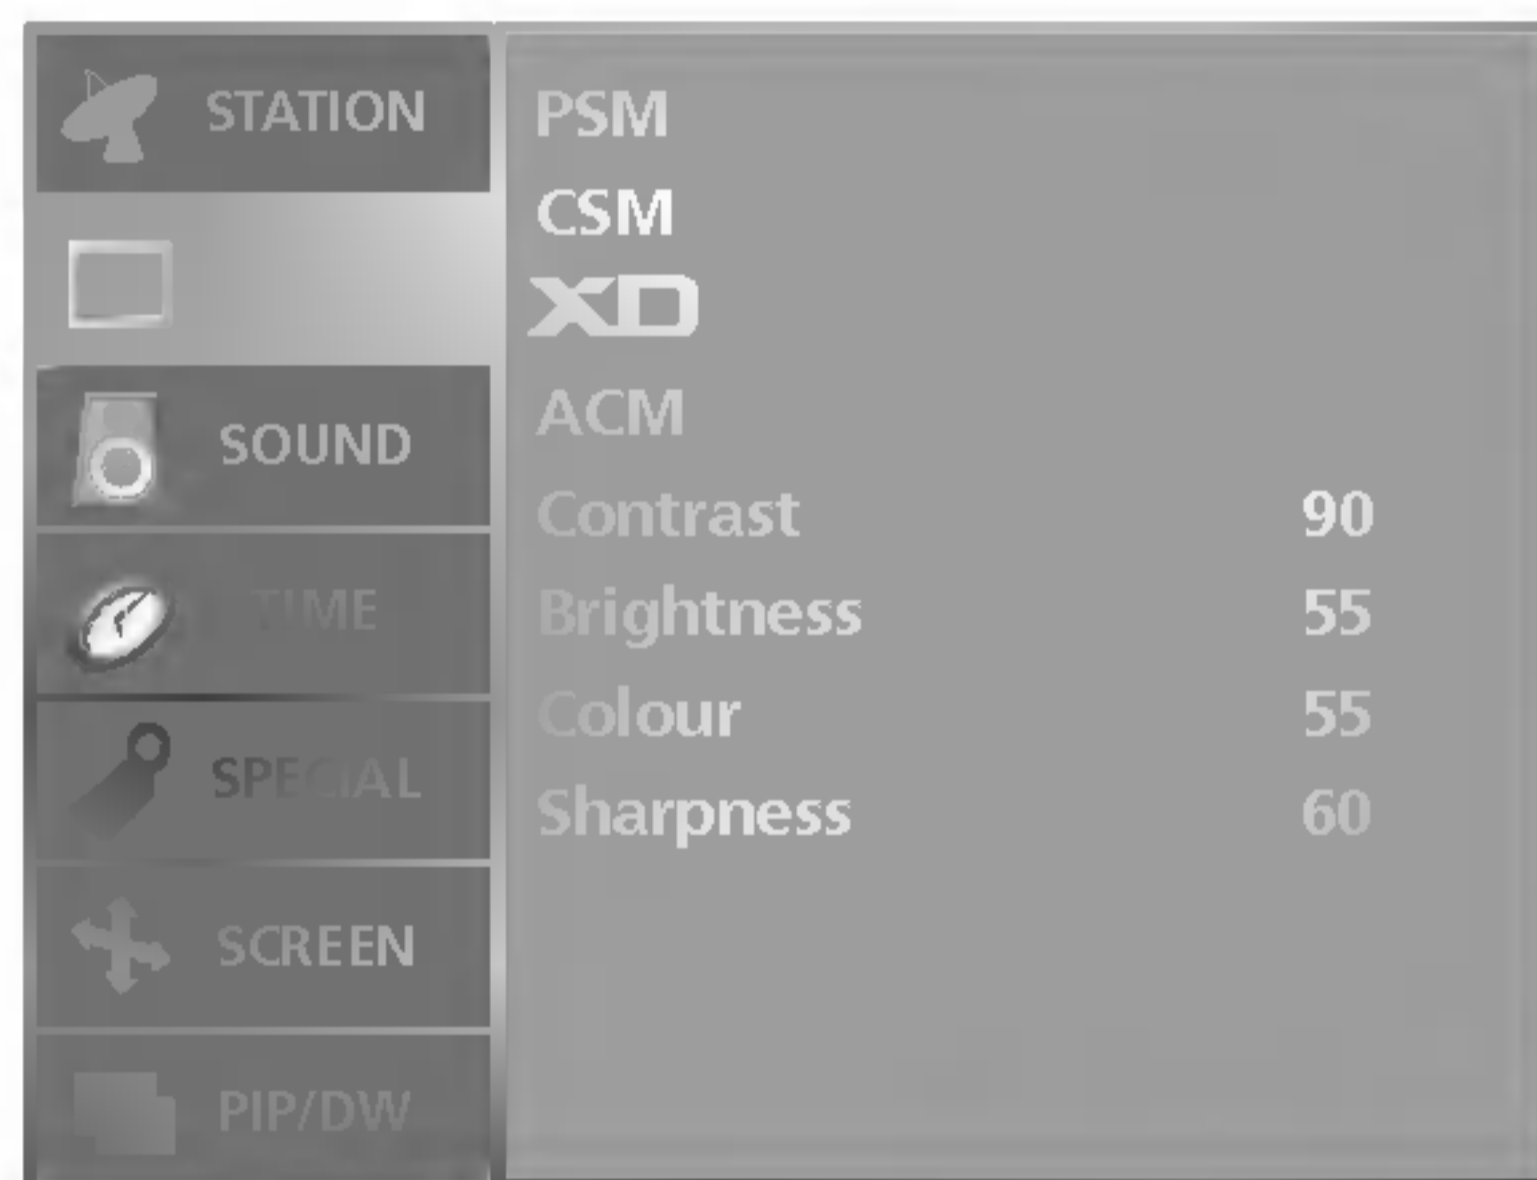 STATION
SOUND
TIME
SPECIAL
SCREEN
PIP/DW
PSM
CSM
XD
ACM
Contrast 90
Brightness 55
Colour 55
Sharpness 60